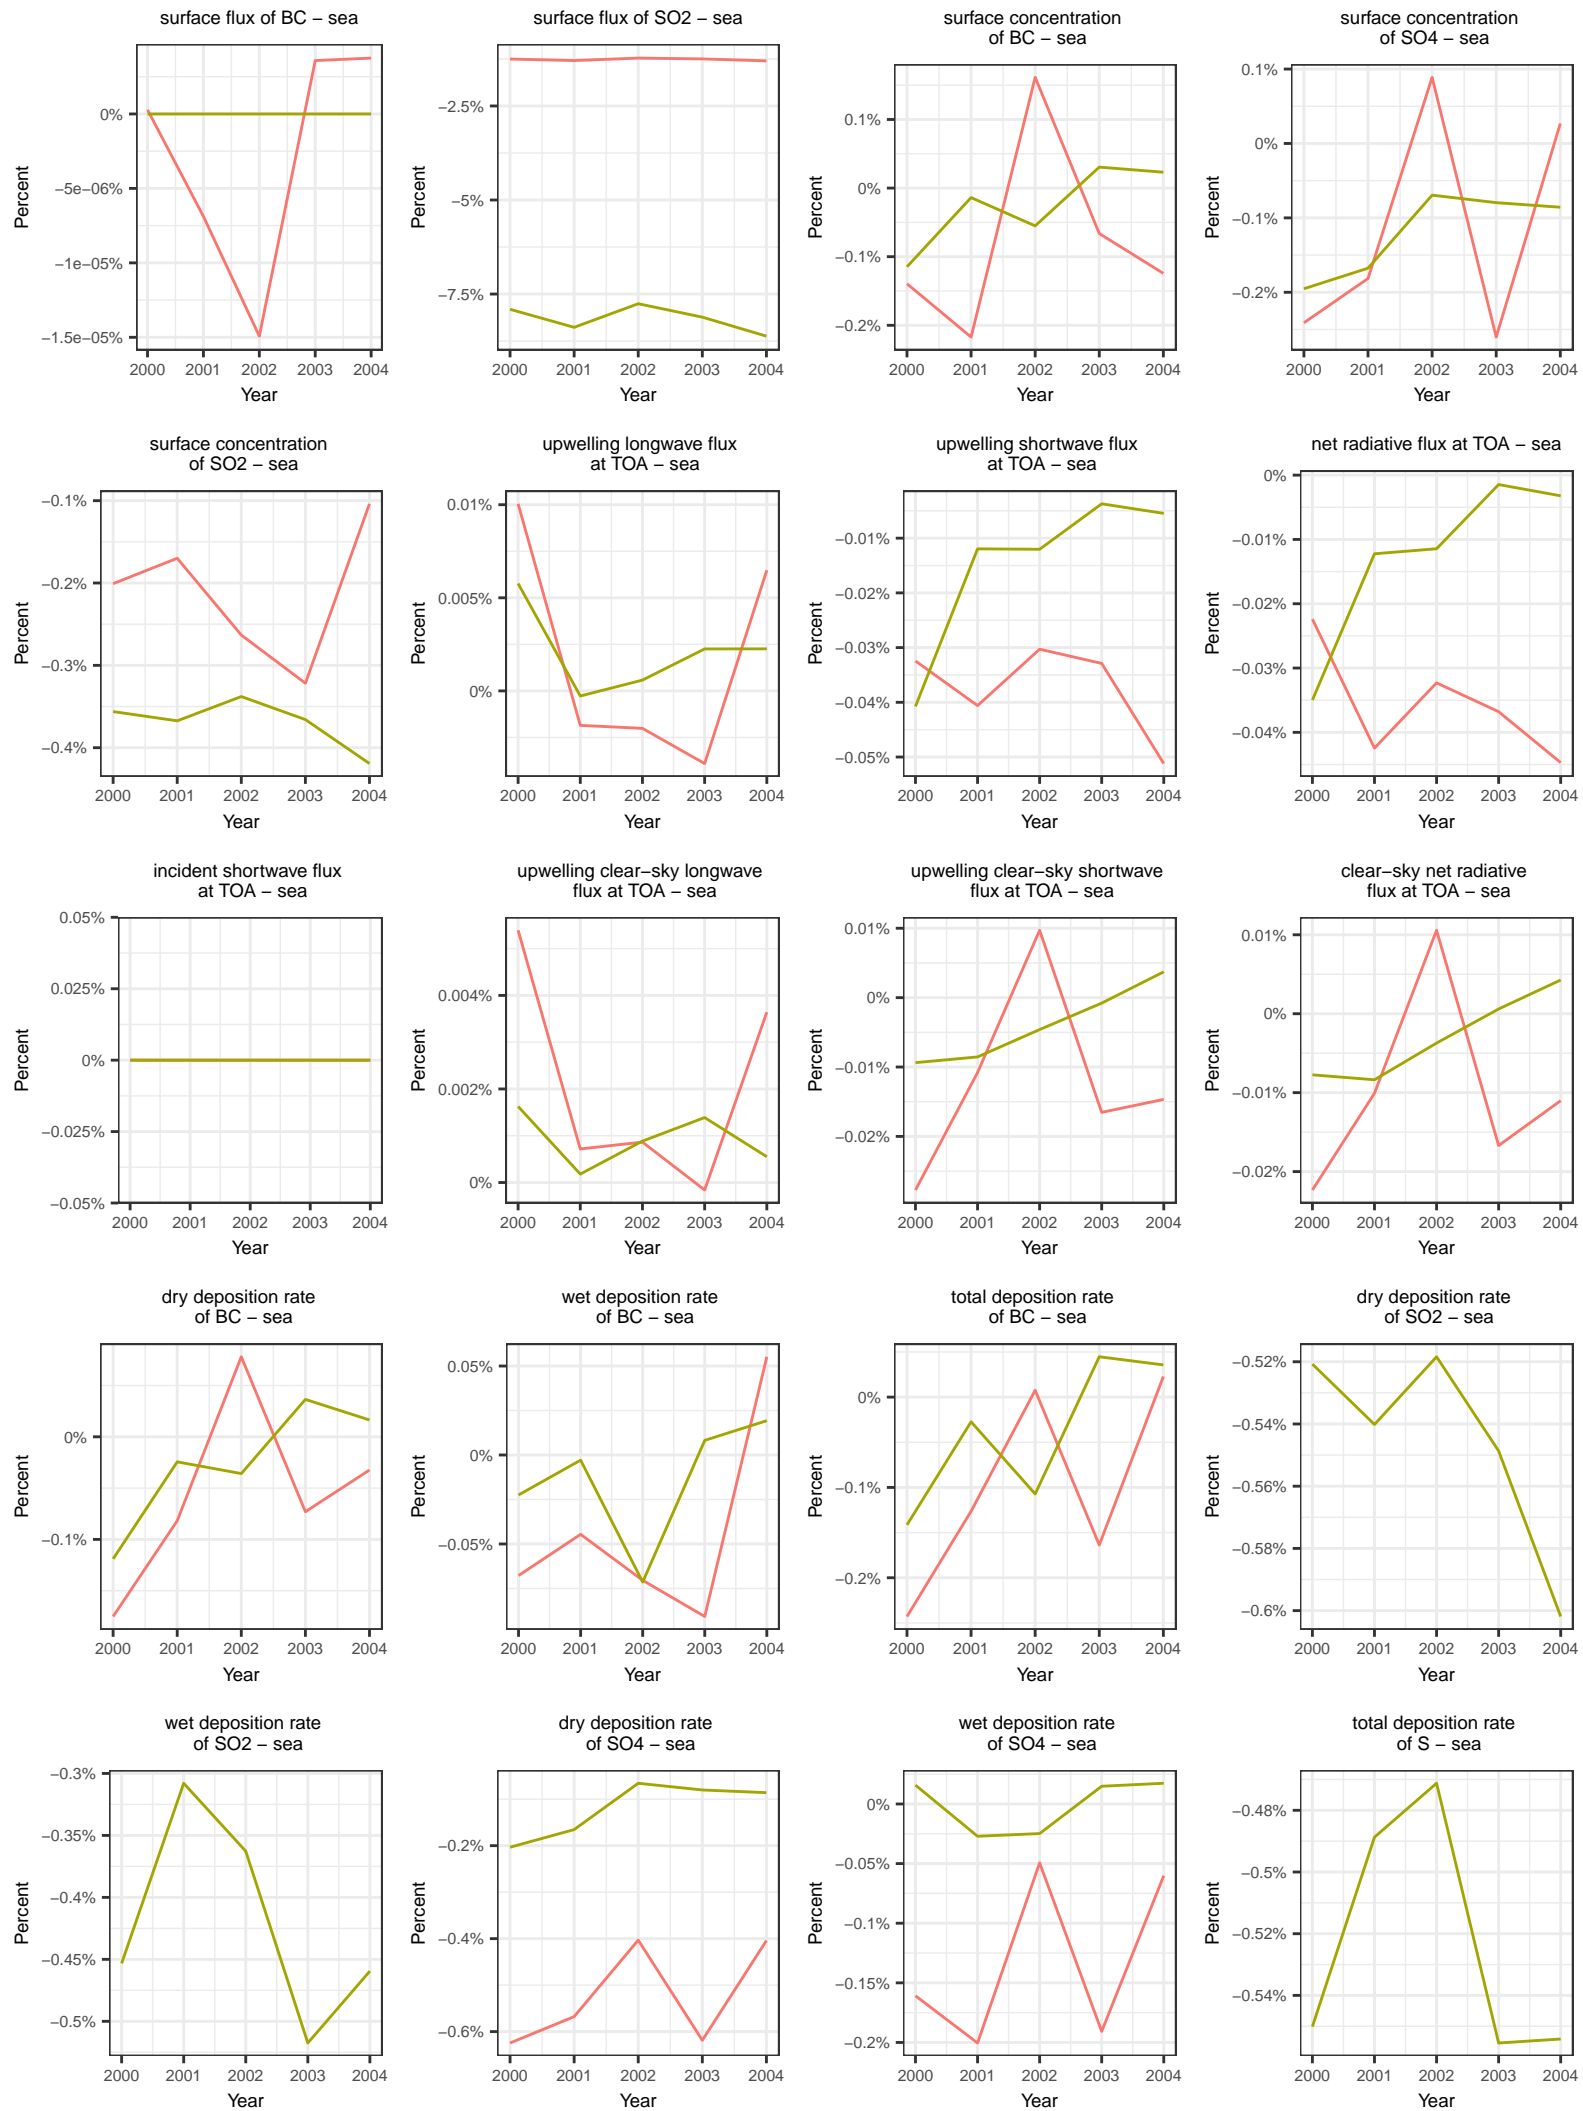 surface flux of BC − sea
0%
−5e−06%
−1e−05%
−1.5e−05%
Percent
2000 2001 2002 2003 2004
Year
surface flux of SO2 − sea
−2.5%
−5%
−7.5%
Percent
2000 2001 2002 2003 2004
Year
surface concentration
of BC − sea
0.1%
0%
−0.1%
−0.2%
Percent
2000 2001 2002 2003 2004
Year
surface concentration
of SO4 − sea
0.1%
0%
−0.1%
−0.2%
Percent
2000 2001 2002 2003 2004
Year
surface concentration
of SO2 − sea
−0.1%
−0.2%
−0.3%
−0.4%
Percent
2000 2001 2002 2003 2004
Year
upwelling longwave flux
at TOA − sea
0.01%
0.005%
0%
Percent
2000 2001 2002 2003 2004
Year
upwelling shortwave flux
at TOA − sea
−0.01%
−0.02%
−0.03%
−0.04%
−0.05%
Percent
2000 2001 2002 2003 2004
Year
net radiative flux at TOA − sea
0%
−0.01%
−0.02%
−0.03%
−0.04%
Percent
2000 2001 2002 2003 2004
Year
incident shortwave flux
at TOA − sea
0.05%
0.025%
0%
−0.025%
−0.05%
Percent
2000 2001 2002 2003 2004
Year
upwelling clear−sky longwave
flux at TOA − sea
0.004%
0.002%
0%
Percent
2000 2001 2002 2003 2004
Year
upwelling clear−sky shortwave
flux at TOA − sea
0.01%
0%
−0.01%
−0.02%
Percent
2000 2001 2002 2003 2004
Year
clear−sky net radiative
flux at TOA − sea
0.01%
0%
−0.01%
−0.02%
Percent
2000 2001 2002 2003 2004
Year
dry deposition rate
of BC − sea
0%
−0.1%
Percent
2000 2001 2002 2003 2004
Year
wet deposition rate
of BC − sea
0.05%
0%
−0.05%
Percent
2000 2001 2002 2003 2004
Year
total deposition rate
of BC − sea
0%
−0.1%
−0.2%
Percent
2000 2001 2002 2003 2004
Year
dry deposition rate
of SO2 − sea
−0.52%
−0.54%
−0.56%
−0.58%
−0.6%
Percent
2000 2001 2002 2003 2004
Year
wet deposition rate
of SO2 − sea
−0.3%
−0.35%
−0.4%
−0.45%
−0.5%
Percent
2000 2001 2002 2003 2004
Year
dry deposition rate
of SO4 − sea
−0.2%
−0.4%
−0.6%
Percent
2000 2001 2002 2003 2004
Year
wet deposition rate
of SO4 − sea
0%
−0.05%
−0.1%
−0.15%
−0.2%
Percent
2000 2001 2002 2003 2004
Year
total deposition rate
of S − sea
−0.48%
−0.5%
−0.52%
−0.54%
Percent
2000 2001 2002 2003 2004
Year